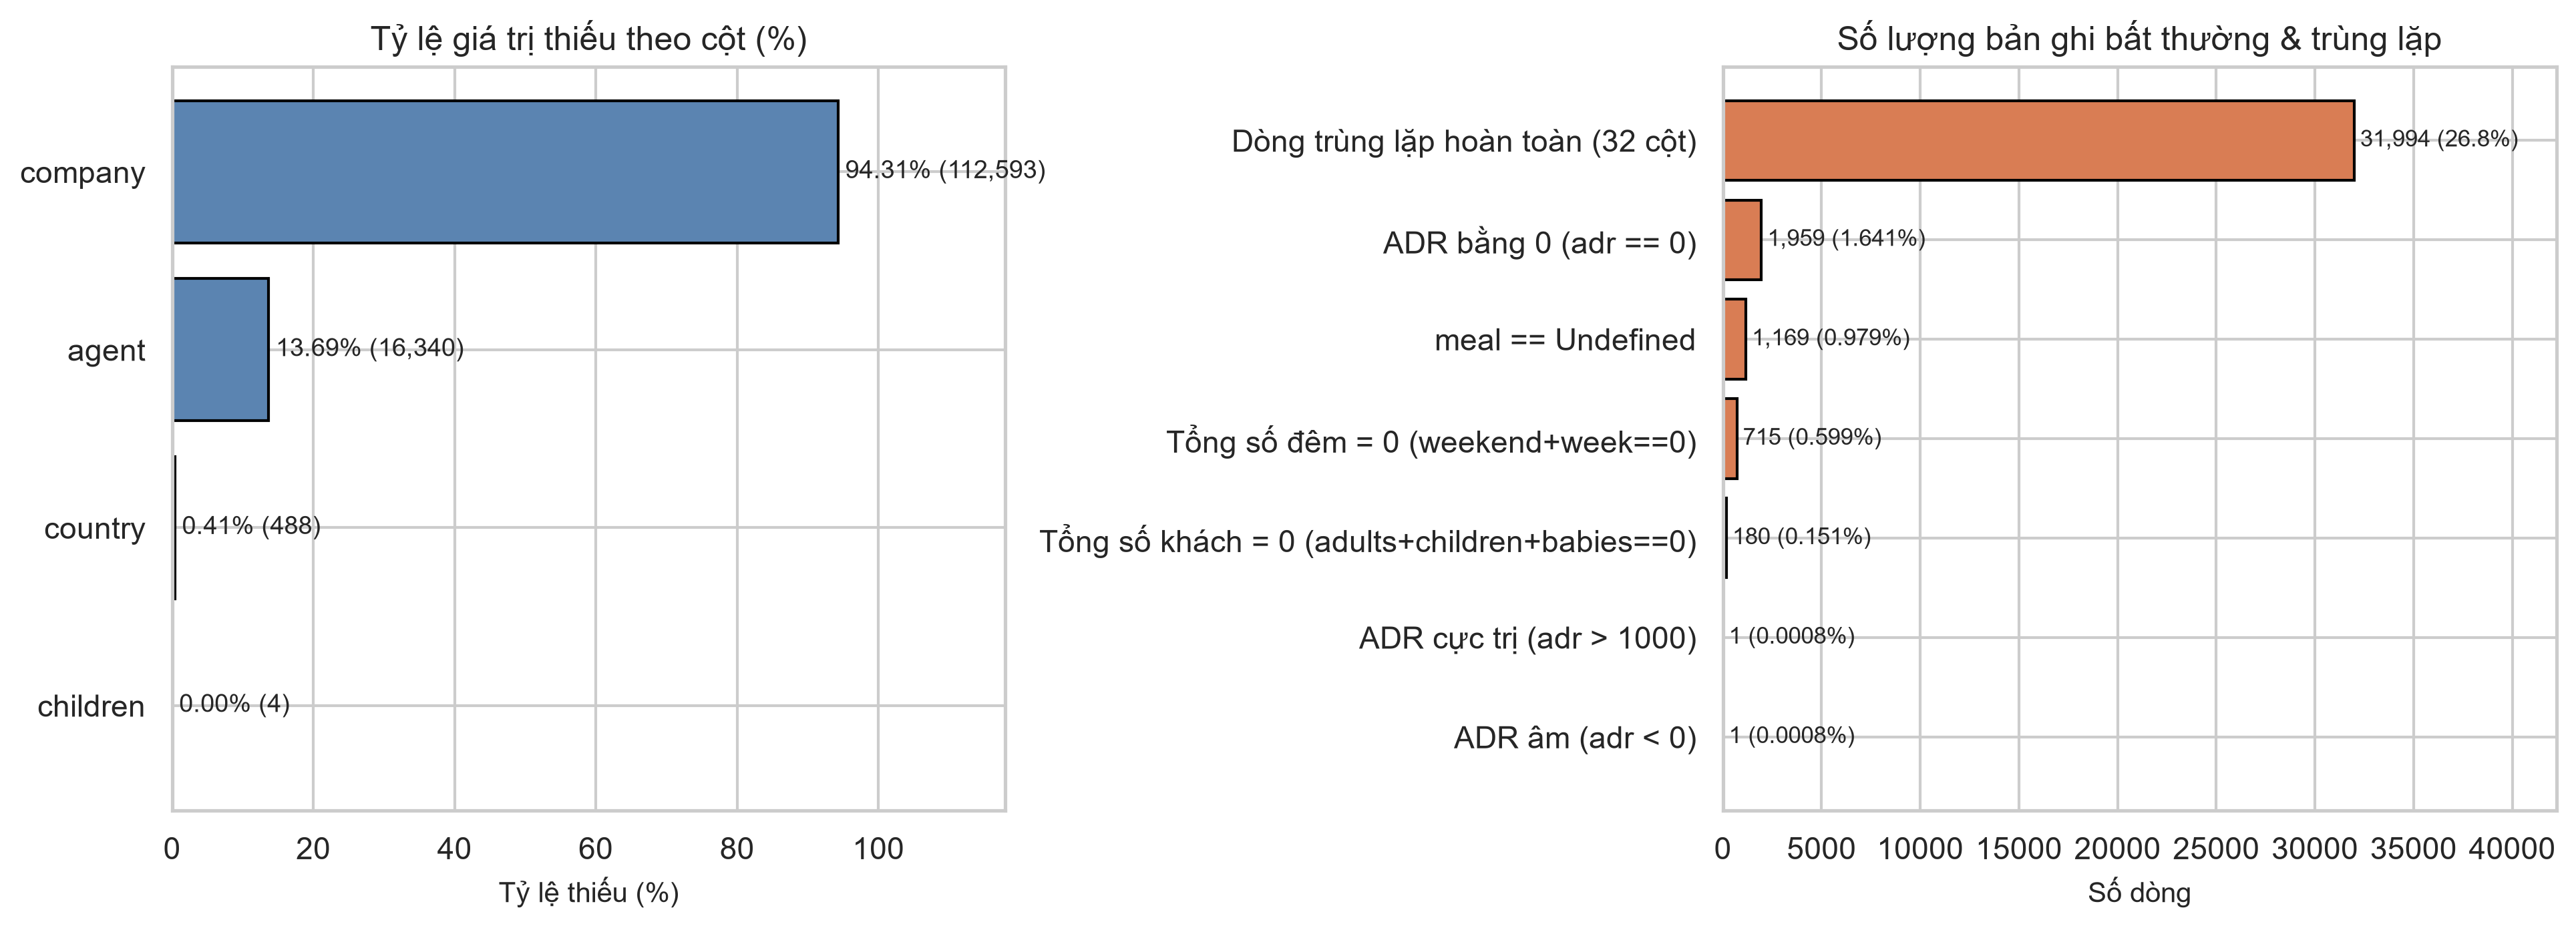 Tỷ lệ giá trị thiếu theo cột (%)
company
94.31% (112,593)
agent
13.69% (16,340)
country
0.41% (488)
children
0.00% (4)
0 20 40 60 80 100
Tỷ lệ thiếu (%)
Số lượng bản ghi bất thường & trùng lặp
Dòng trùng lặp hoàn toàn (32 cột)
31,994 (26.8%)
ADR bằng 0 (adr == 0)
1,959 (1.641%)
meal == Undefined
1,169 (0.979%)
Tổng số đêm = 0 (weekend+week==0)
715 (0.599%)
Tổng số khách = 0 (adults+children+babies==0)
180 (0.151%)
ADR cực trị (adr > 1000)
1 (0.0008%)
ADR âm (adr < 0)
1 (0.0008%)
0 5000 10000 15000 20000 25000 30000 35000 40000
Số dòng